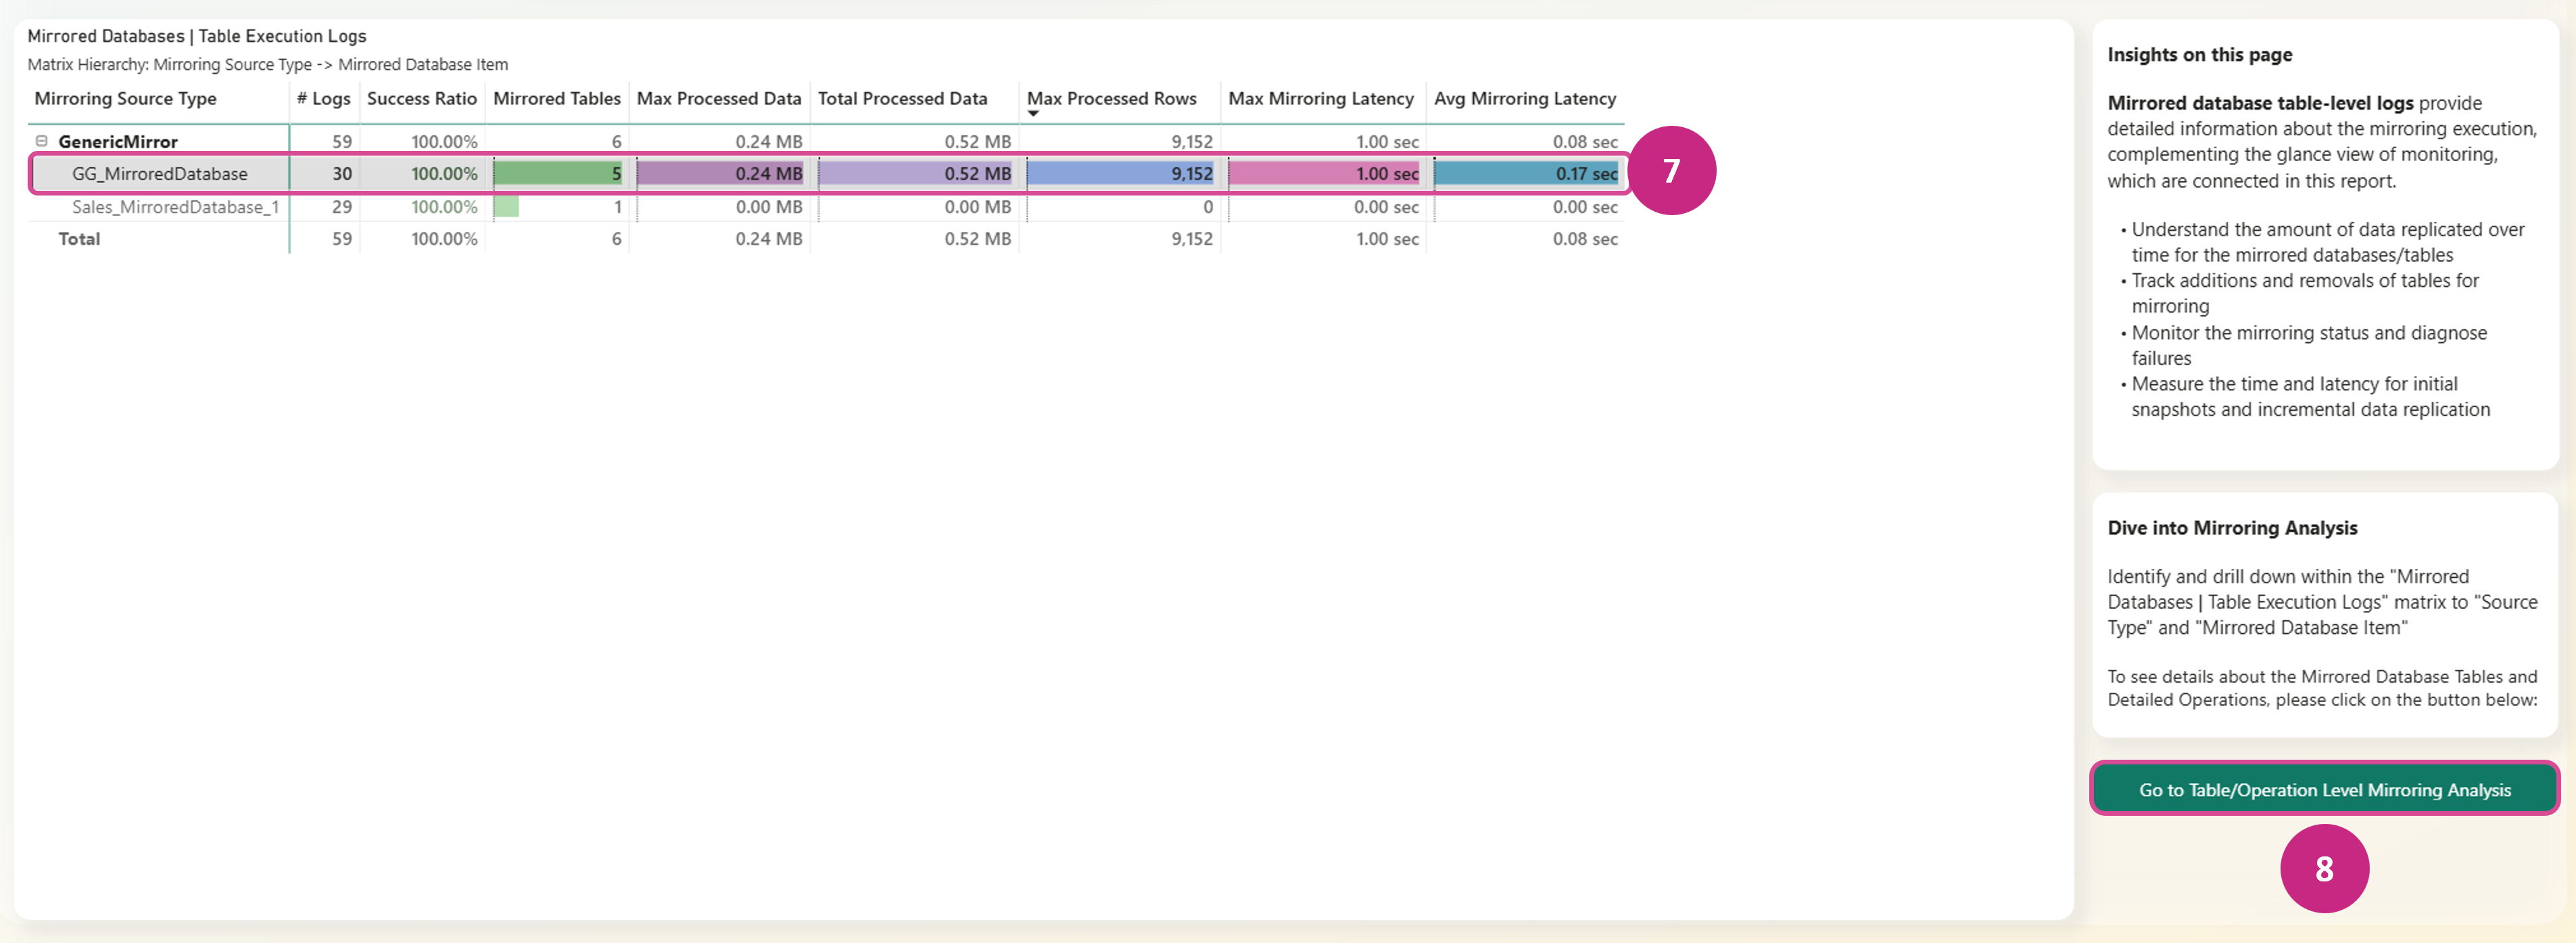 Mirrored Databases | Table Execution Logs
Matrix Hierarchy: Mirroring Source Type -> Mirrored Database Item
Mirroring Source Type # Logs Success Ratio Mirrored Tables Max Processed Data Total Processed Data Max Processed Rows Max Mirroring Latency Avg Mirroring Latency
GenericMirror 59 100.00% 6 0.24 MB 0.52 MB 9,152 1.00 sec 0.08 sec
GG_MirroredDatabase 30 100.00% 5 0.24 MB 0.52 MB 9,152 1.00 sec 0.17 sec
7
Sales_MirroredDatabase_1 29 100.00% 1 0.00 MB 0.00 MB 0 0.00 sec 0.00 sec
Total 59 100.00% 6 0.24 MB 0.52 MB 9,152 1.00 sec 0.08 sec
Insights on this page
Mirrored database table-level logs provide
detailed information about the mirroring execution,
complementing the glance view of monitoring,
which are connected in this report.
• Understand the amount of data replicated over
time for the mirrored databases/tables
• Track additions and removals of tables for
mirroring
• Monitor the mirroring status and diagnose
failures
• Measure the time and latency for initial
snapshots and incremental data replication
Dive into Mirroring Analysis
Identify and drill down within the "Mirrored
Databases | Table Execution Logs" matrix to "Source
Type" and "Mirrored Database Item"
To see details about the Mirrored Database Tables and
Detailed Operations, please click on the button below:
Go to Table/Operation Level Mirroring Analysis
8